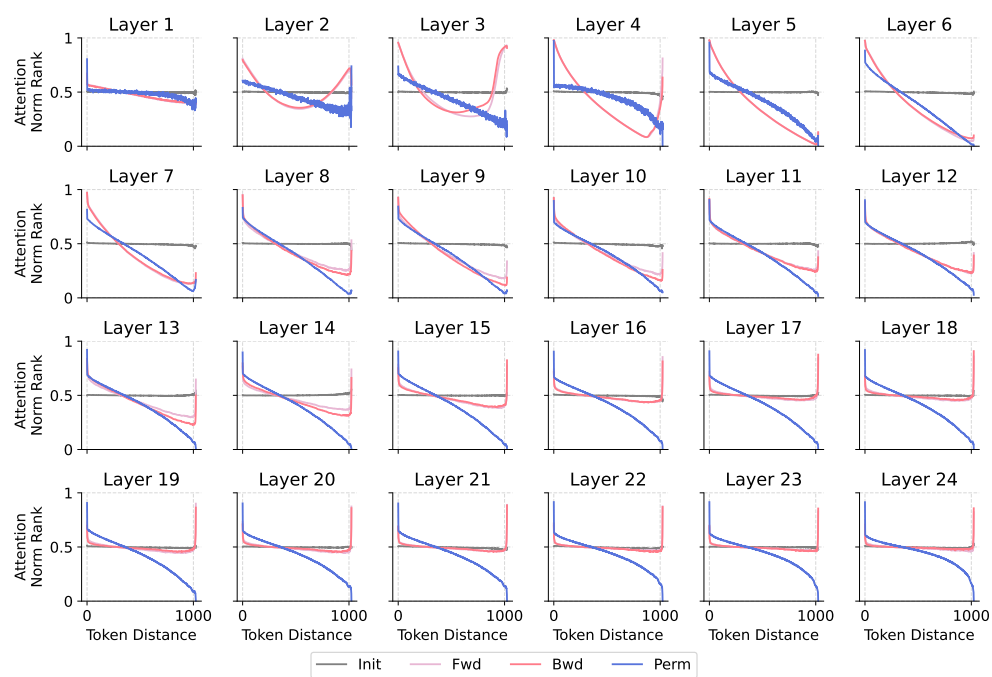 Layer 1 Layer 2 Layer 3 Layer 4 Layer 5 Layer 6
1
0.5
0
Attention
Norm Rank
Layer 7 Layer 8 Layer 9 Layer 10 Layer 11 Layer 12
1
0.5
0
Attention
Norm Rank
Layer 13 Layer 14 Layer 15 Layer 16 Layer 17 Layer 18
1
0.5
0
Attention
Norm Rank
Layer 19 Layer 20 Layer 21 Layer 22 Layer 23 Layer 24
1
0.5
0
Attention
Norm Rank
0 1000 0 1000 0 1000 0 1000 0 1000 0 1000
Token Distance Token Distance Token Distance Token Distance Token Distance Token Distance
Init Fwd Bwd Perm